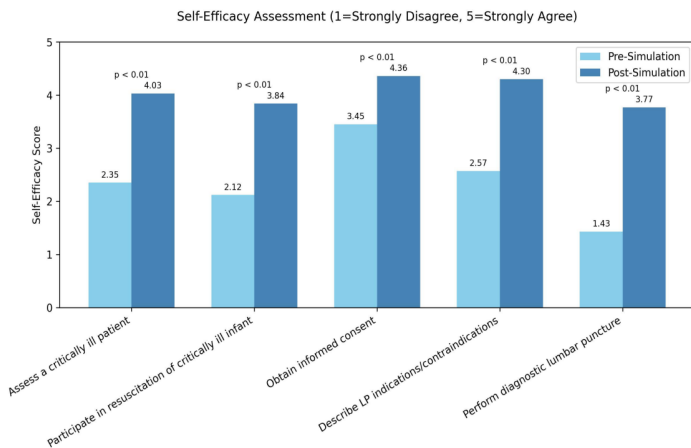 Self-Efficacy Assessment (1=Strongly Disagree, 5=Strongly Agree)
Self-Efficacy Score
5
4
3
2
1
0
Pre-Simulation
Post-Simulation
p < 0.01
2.35
4.03
p < 0.01
2.12
3.84
p < 0.01
3.45
4.36
p < 0.01
2.57
4.30
p < 0.01
1.43
3.77
Assess a critically ill patient
Participate in resuscitation of critically ill infant
Obtain informed consent
Describe LP indications/contraindications
Perform diagnostic lumbar puncture